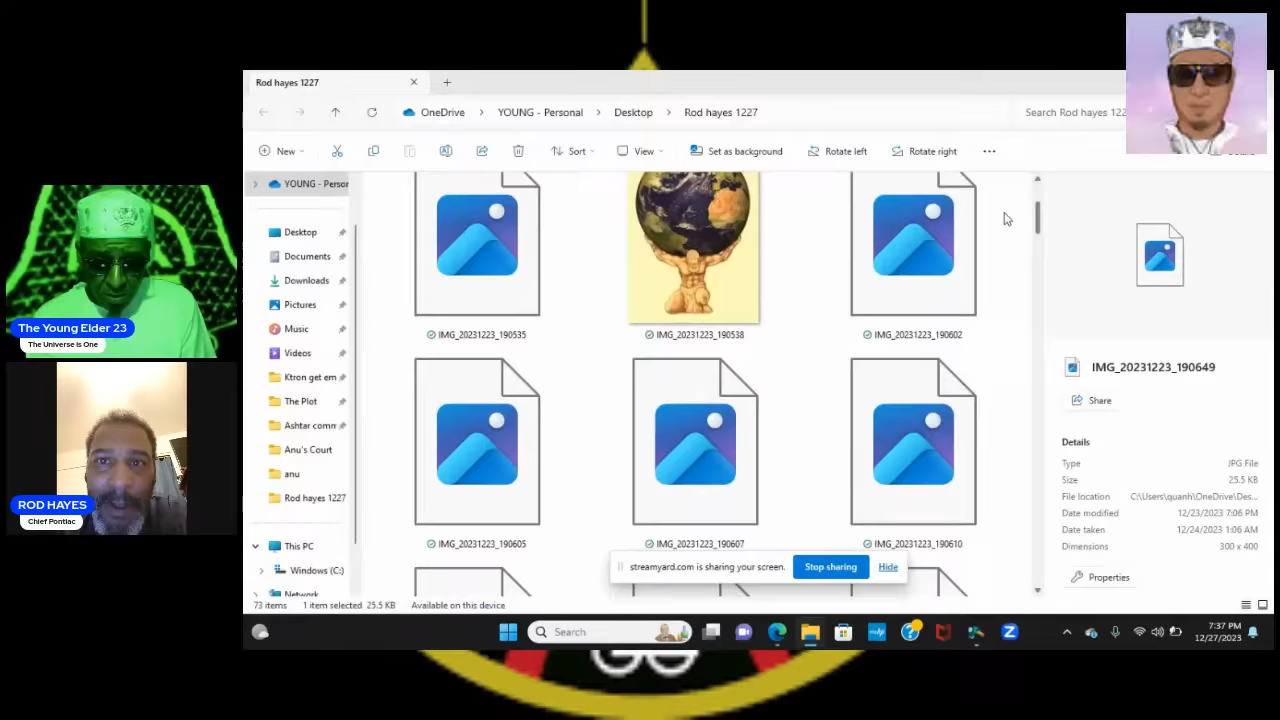 Rod hayes 1227
OneDrive > YOUNG - Personal > Desktop > Rod hayes 1227
Search Rod hayes 122
New
Sort
View
Set as background
Rotate left
Rotate right
YOUNG - Persor
Desktop
Documents
Downloads
Pictures
Music
Videos
Ktron get em
The Plot
Ashtar comm
Anu's Court
anu
Rod hayes 1227
This PC
Windows (C:)
Network
IMG_20231223_190535
IMG_20231223_190538
IMG_20231223_190602
IMG_20231223_190605
IMG_20231223_190607
IMG_20231223_190610
IMG_20231223_190649
Share
Details
Type JPG File
Size 25.5 KB
File location C:\Users\quanh\OneDrive\Des...
Date modified 12/23/2023 7:06 PM
Date taken 12/24/2023 1:06 AM
Dimensions 300 x 400
Properties
streamyard.com is sharing your screen.
Stop sharing
Hide
73 items
1 item selected 25.5 KB
Available on this device
Search
7:37 PM
12/27/2023
The Young Elder 23
The Universe is One
ROD HAYES
Chief Pontiac